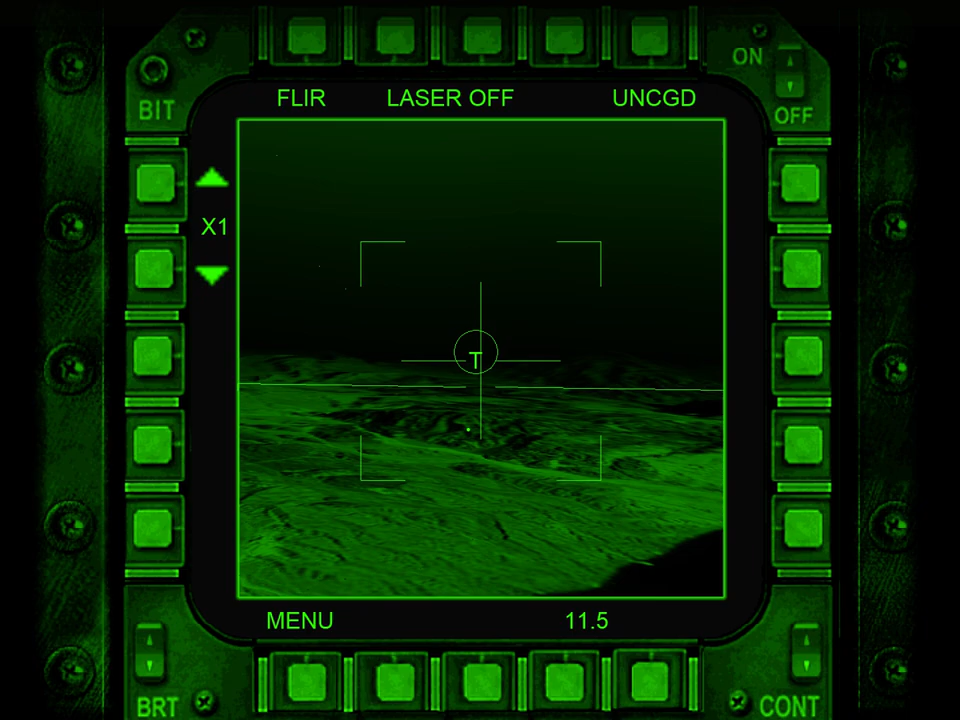 ON
BIT
OFF
FLIR LASER OFF UNCGD
X1
T
MENU 11.5
BRT CONT